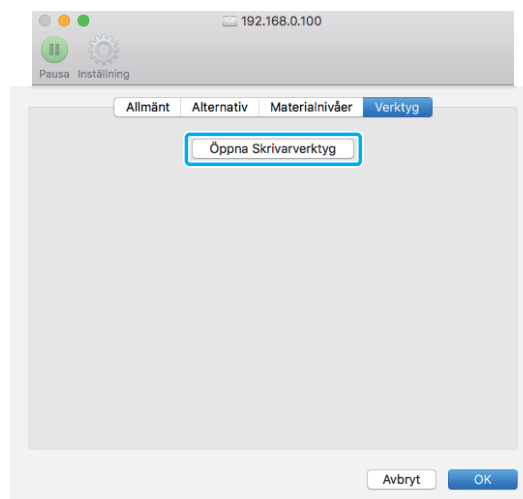 192.168.0.100
Pausa Inställning
Allmänt Alternativ Materialnivåer Verktyg
Öppna Skrivarverktyg
Avbryt OK